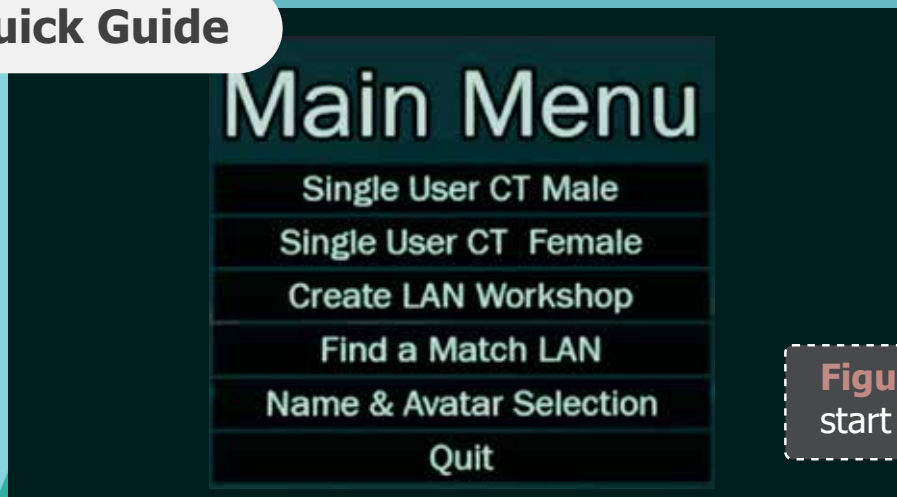 uick Guide
Main Menu
Single User CT Male
Single User CT Female
Create LAN Workshop
Find a Match LAN
Name & Avatar Selection
Quit
Figu
start